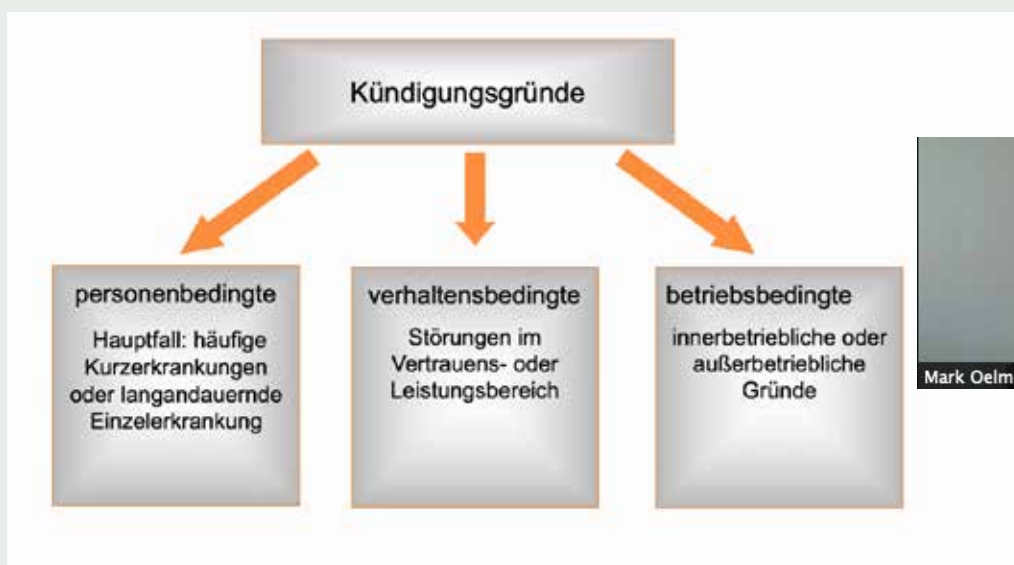 Kündigungsgründe
personenbedingte
Hauptfall: häufige
Kurzerkrankungen
oder langandauernde
Einzelerkrankung
verhaltensbedingte
Störungen im
Vertrauens- oder
Leistungsbereich
betriebsbedingte
innerbetriebliche oder
außerbetriebliche
Gründe
Mark Oelm